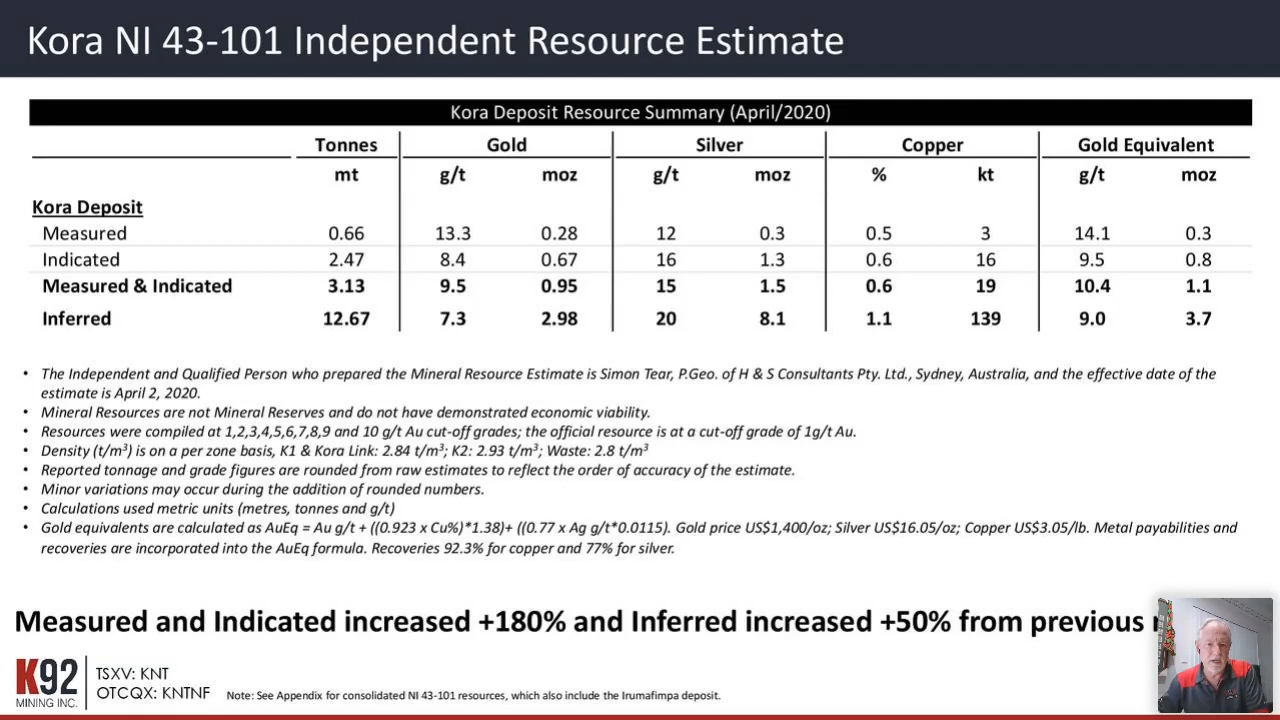 Kora NI 43-101 Independent Resource Estimate
Kora Deposit Resource Summary (April/2020)
Tonnes Gold Silver Copper Gold Equivalent
mt g/t moz g/t moz % kt g/t moz
Kora Deposit
Measured 0.66 13.3 0.28 12 0.3 0.5 3 14.1 0.3
Indicated 2.47 8.4 0.67 16 1.3 0.6 16 9.5 0.8
Measured & Indicated 3.13 9.5 0.95 15 1.5 0.6 19 10.4 1.1
Inferred 12.67 7.3 2.98 20 8.1 1.1 139 9.0 3.7
• The Independent and Qualified Person who prepared the Mineral Resource Estimate is Simon Tear, P.Geo. of H & S Consultants Pty. Ltd., Sydney, Australia, and the effective date of the
estimate is April 2, 2020.
• Mineral Resources are not Mineral Reserves and do not have demonstrated economic viability.
• Resources were compiled at 1,2,3,4,5,6,7,8,9 and 10 g/t Au cut-off grades; the official resource is at a cut-off grade of 1g/t Au.
• Density (t/m³) is on a per zone basis, K1 & Kora Link: 2.84 t/m³; K2: 2.93 t/m³; Waste: 2.8 t/m³
• Reported tonnage and grade figures are rounded from raw estimates to reflect the order of accuracy of the estimate.
• Minor variations may occur during the addition of rounded numbers.
• Calculations used metric units (metres, tonnes and g/t)
• Gold equivalents are calculated as AuEq = Au g/t + ((0.923 x Cu%)*1.38)+ ((0.77 x Ag g/t*0.0115). Gold price US$1,400/oz; Silver US$16.05/oz; Copper US$3.05/lb. Metal payabilities and
recoveries are incorporated into the AuEq formula. Recoveries 92.3% for copper and 77% for silver.
Measured and Indicated increased +180% and Inferred increased +50% from previous
K92
MINING INC.
TSXV: KNT
OTCQX: KNTNF
Note: See Appendix for consolidated NI 43-101 resources, which also include the Irumafimpa deposit.